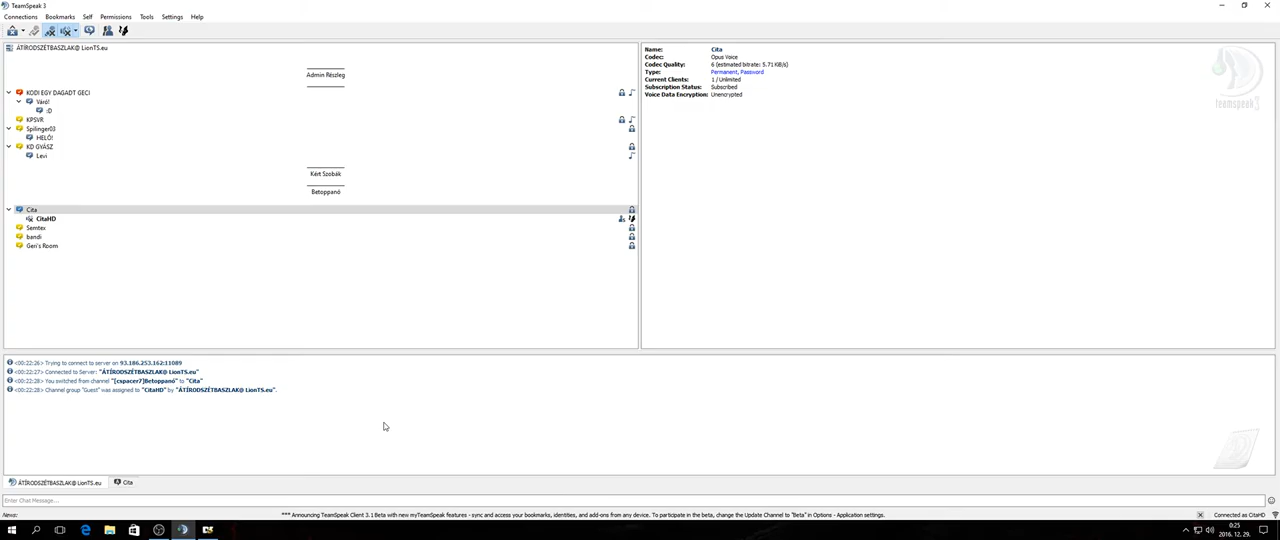 TeamSpeak 3
Connections Bookmarks Self Permissions Tools Settings Help
ÁTÍRODSZÉTBASZLAK@ LionTS.eu
Admin Részleg
KODI EGY DAGADT GECI
Váró!
:D
KPSVR
Spilinger03
HELÓ!
KD GYÁSZ
Levi
Kért Szobák
Betoppanó
Cita
CitaHD
Semtex
bandi
Geri's Room
Name: Cita
Codec: Opus Voice
Codec Quality: 6 (estimated bitrate: 5.71 KiB/s)
Type: Permanent, Password
Current Clients: 1 / Unlimited
Subscription Status: Subscribed
Voice Data Encryption: Unencrypted
teamspeak3
<00:22:26> Trying to connect to server on 93.186.253.162:11089
<00:22:27> Connected to Server: "ÁTÍRODSZÉTBASZLAK@ LionTS.eu"
<00:22:28> You switched from channel "[cspacer7]Betoppanó" to "Cita"
<00:22:28> Channel group "Guest" was assigned to "CitaHD" by "ÁTÍRODSZÉTBASZLAK@ LionTS.eu".
ÁTÍRODSZÉTBASZLAK@ LionTS.eu Cita
Enter Chat Message...
News: *** Announcing TeamSpeak Client 3.1 Beta with new myTeamSpeak features - sync and access your bookmarks, identities, and add-ons from any device. To participate in the beta, change the Update Channel to "Beta" in Options - Application settings. Connected as CitaHD
0:25
2016. 12. 29.